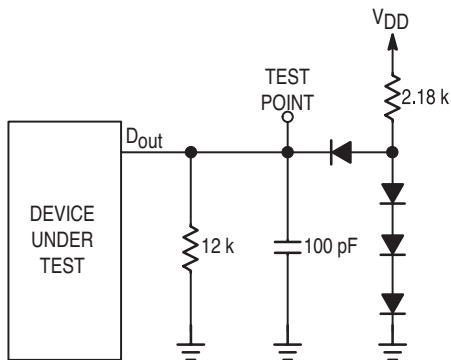 VDD
2.18 k
TEST
POINT
Dout
DEVICE
UNDER
TEST
12 k
100 pF